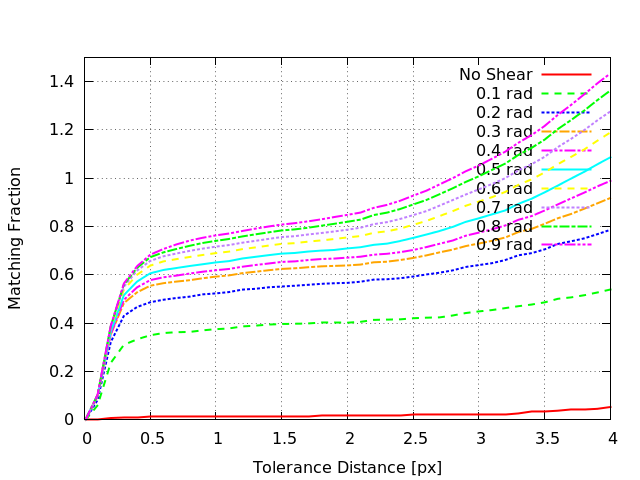 1.4
1.2
1
0.8
0.6
0.4
0.2
0
0
0.5
1
1.5
2
2.5
3
3.5
4
Matching Fraction
Tolerance Distance [px]
No Shear
0.1 rad
0.2 rad
0.3 rad
0.4 rad
0.5 rad
0.6 rad
0.7 rad
0.8 rad
0.9 rad